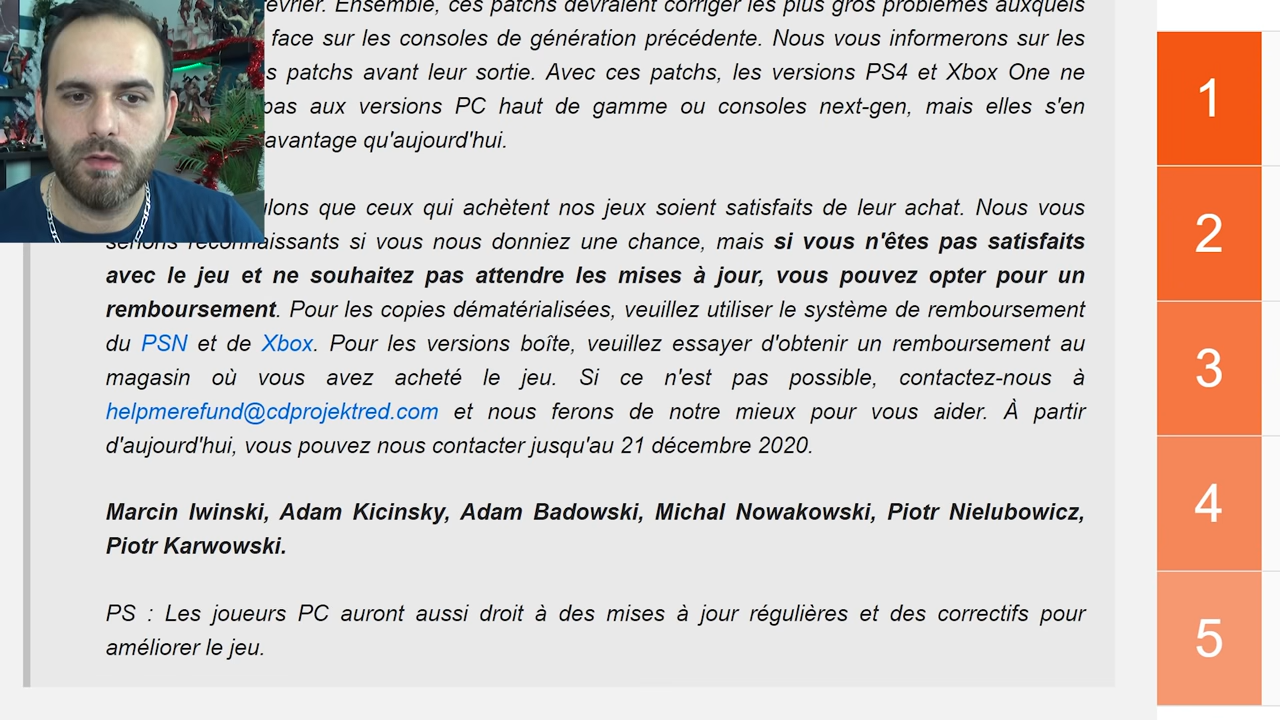 évrier. Ensemble, ces patchs devraient corriger les plus gros problèmes auxquels
face sur les consoles de génération précédente. Nous vous informerons sur les
s patchs avant leur sortie. Avec ces patchs, les versions PS4 et Xbox One ne
pas aux versions PC haut de gamme ou consoles next-gen, mais elles s'en
avantage qu'aujourd'hui.
ulons que ceux qui achètent nos jeux soient satisfaits de leur achat. Nous vous
serions reconnaissants si vous nous donniez une chance, mais si vous n'êtes pas satisfaits
avec le jeu et ne souhaitez pas attendre les mises à jour, vous pouvez opter pour un
remboursement. Pour les copies dématérialisées, veuillez utiliser le système de remboursement
du PSN et de Xbox. Pour les versions boîte, veuillez essayer d'obtenir un remboursement au
magasin où vous avez acheté le jeu. Si ce n'est pas possible, contactez-nous à
helpmerefund@cdprojektred.com et nous ferons de notre mieux pour vous aider. À partir
d'aujourd'hui, vous pouvez nous contacter jusqu'au 21 décembre 2020.
Marcin Iwinski, Adam Kicinsky, Adam Badowski, Michal Nowakowski, Piotr Nielubowicz,
Piotr Karwowski.
PS : Les joueurs PC auront aussi droit à des mises à jour régulières et des correctifs pour
améliorer le jeu.
1
2
3
4
5